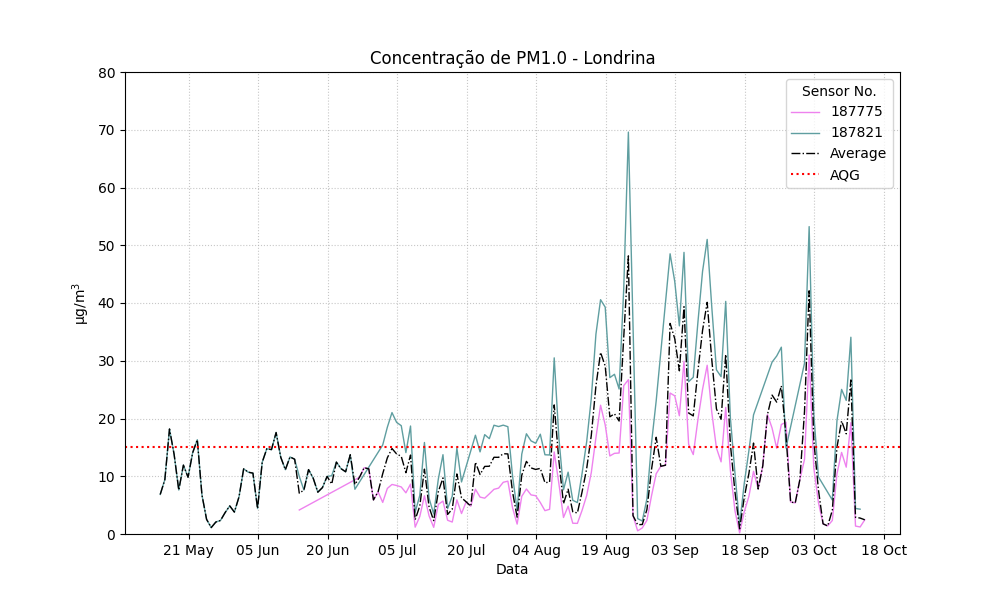 Concentração de PM1.0 - Londrina
80
70
60
50
40
30
20
10
0
µg/m³
Sensor No.
187775
187821
Average
AQG
21 May
05 Jun
20 Jun
05 Jul
20 Jul
04 Aug
19 Aug
03 Sep
18 Sep
03 Oct
18 Oct
Data